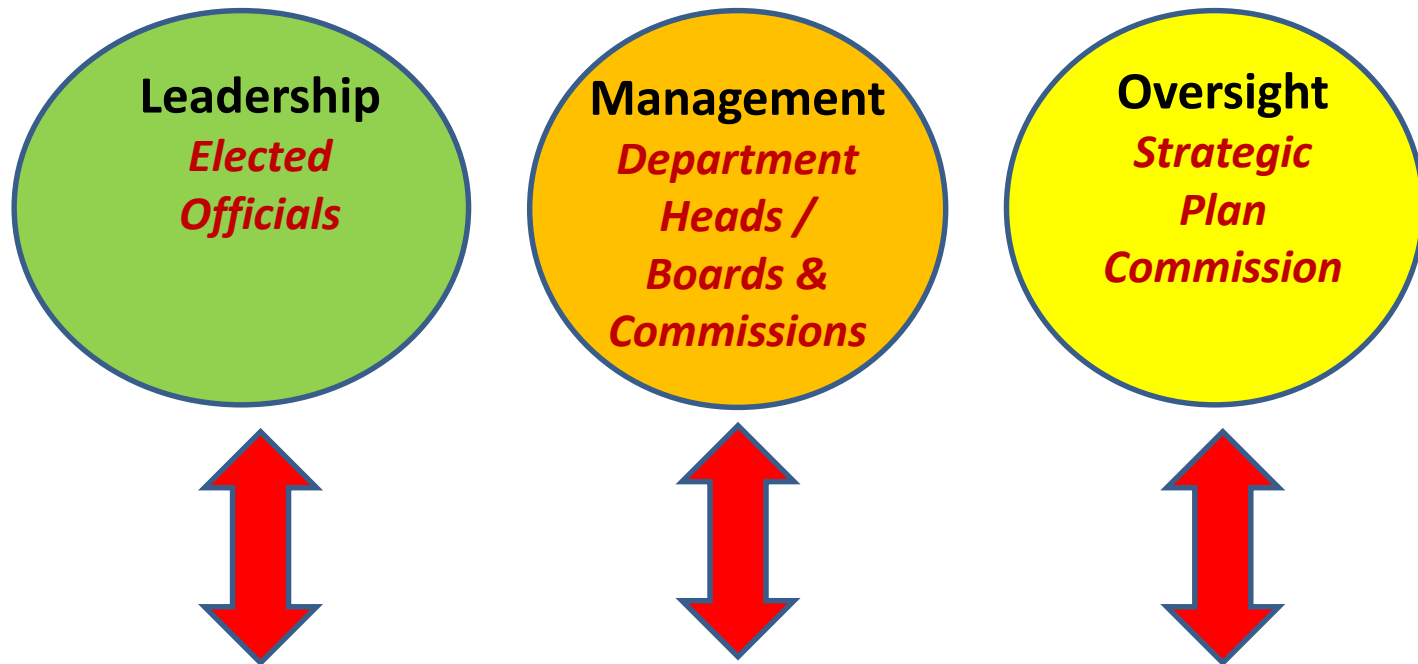 Leadership
Elected
Officials
Management
Department
Heads /
Boards &
Commissions
Oversight
Strategic
Plan
Commission